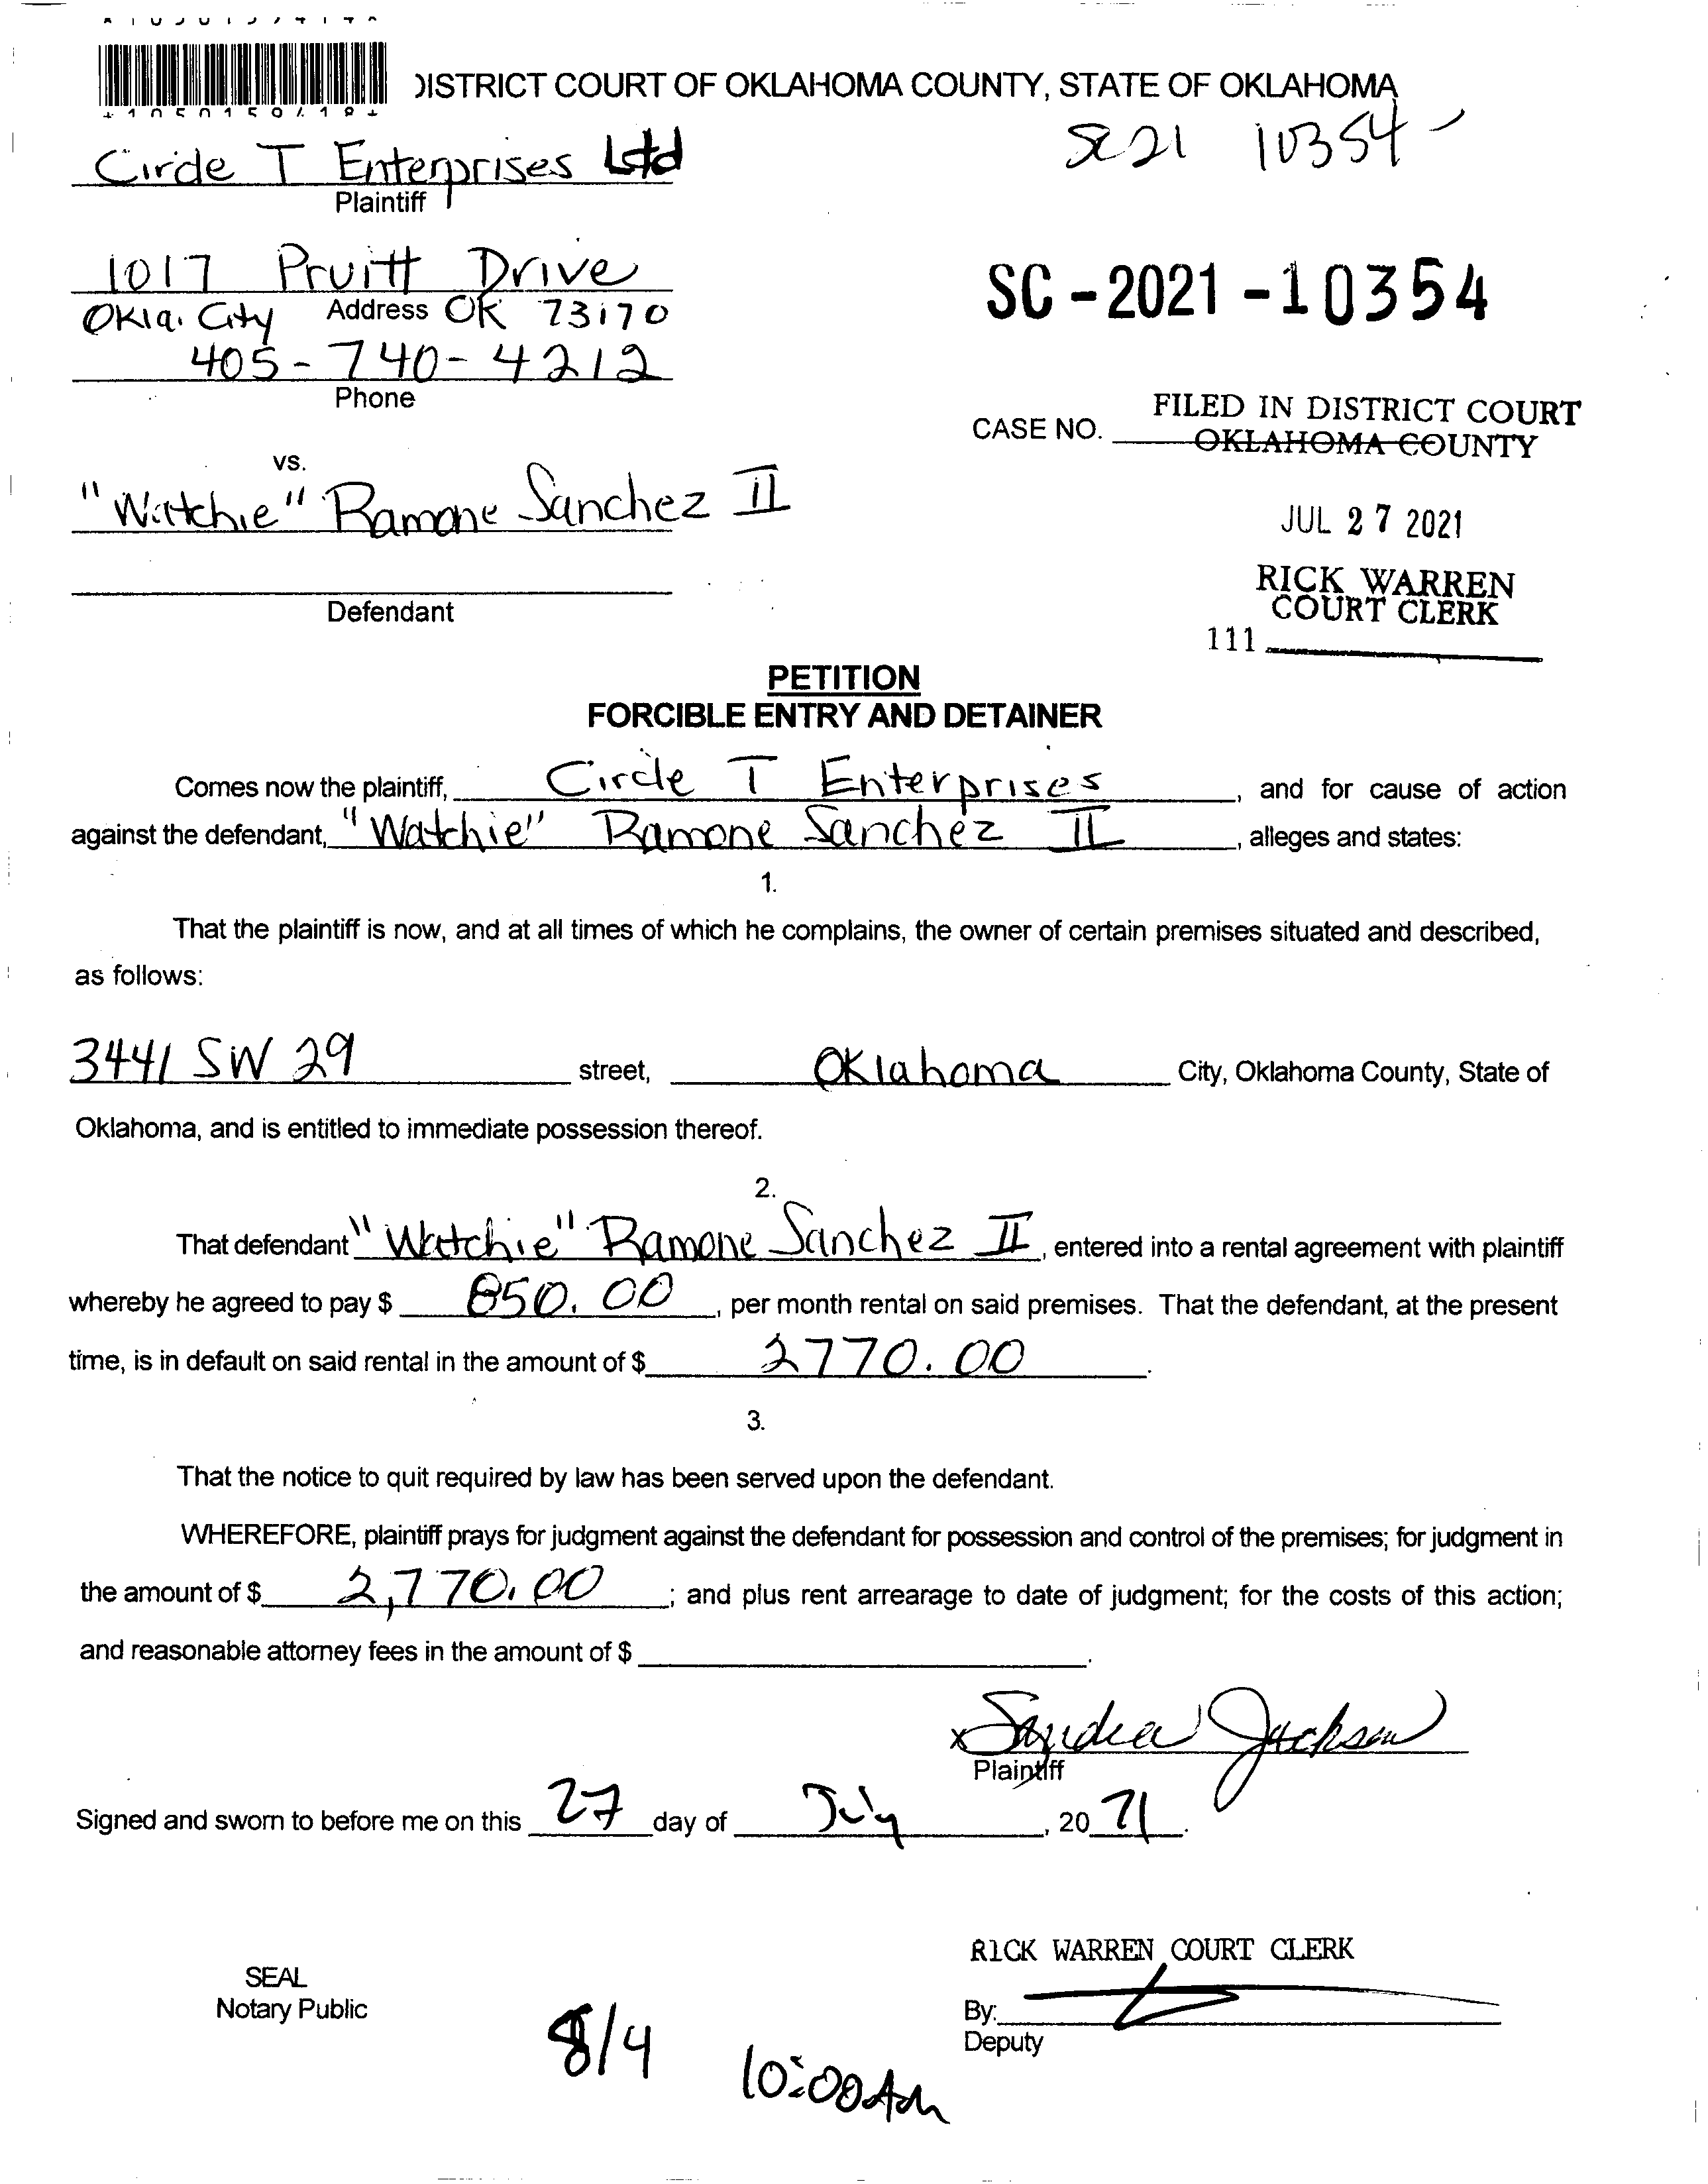 DISTRICT COURT OF OKLAHOMA COUNTY, STATE OF OKLAHOMA
SC21 10354
Circle T Enterprises Ltd
Plaintiff
1017 Pruitt Drive
Address
Okla. City OK 73170
405-740-4212
Phone
SC-2021-10354
CASE NO.
FILED IN DISTRICT COURT
OKLAHOMA COUNTY
vs.
"Watchie" Ramone Sanchez II
JUL 27 2021
Defendant
RICK WARREN
COURT CLERK
111
PETITION
FORCIBLE ENTRY AND DETAINER
Comes now the plaintiff, Circle T Enterprises, and for cause of action
against the defendant, "Watchie" Ramone Sanchez II, alleges and states:
1.
That the plaintiff is now, and at all times of which he complains, the owner of certain premises situated and described,
as follows:
3441 SW 29 street, Oklahoma City, Oklahoma County, State of
Oklahoma, and is entitled to immediate possession thereof.
2.
That defendant "Watchie" Ramone Sanchez II, entered into a rental agreement with plaintiff
whereby he agreed to pay $ 850.00, per month rental on said premises. That the defendant, at the present
time, is in default on said rental in the amount of $ 2770.00.
3.
That the notice to quit required by law has been served upon the defendant.
WHEREFORE, plaintiff prays for judgment against the defendant for possession and control of the premises; for judgment in
the amount of $ 2,770.00; and plus rent arrearage to date of judgment; for the costs of this action;
and reasonable attorney fees in the amount of $ .
x Sandra Jackson
Plaintiff
Signed and sworn to before me on this 27 day of July, 2021.
RICK WARREN COURT CLERK
SEAL
Notary Public
By:
Deputy
8/4 10:00 AM